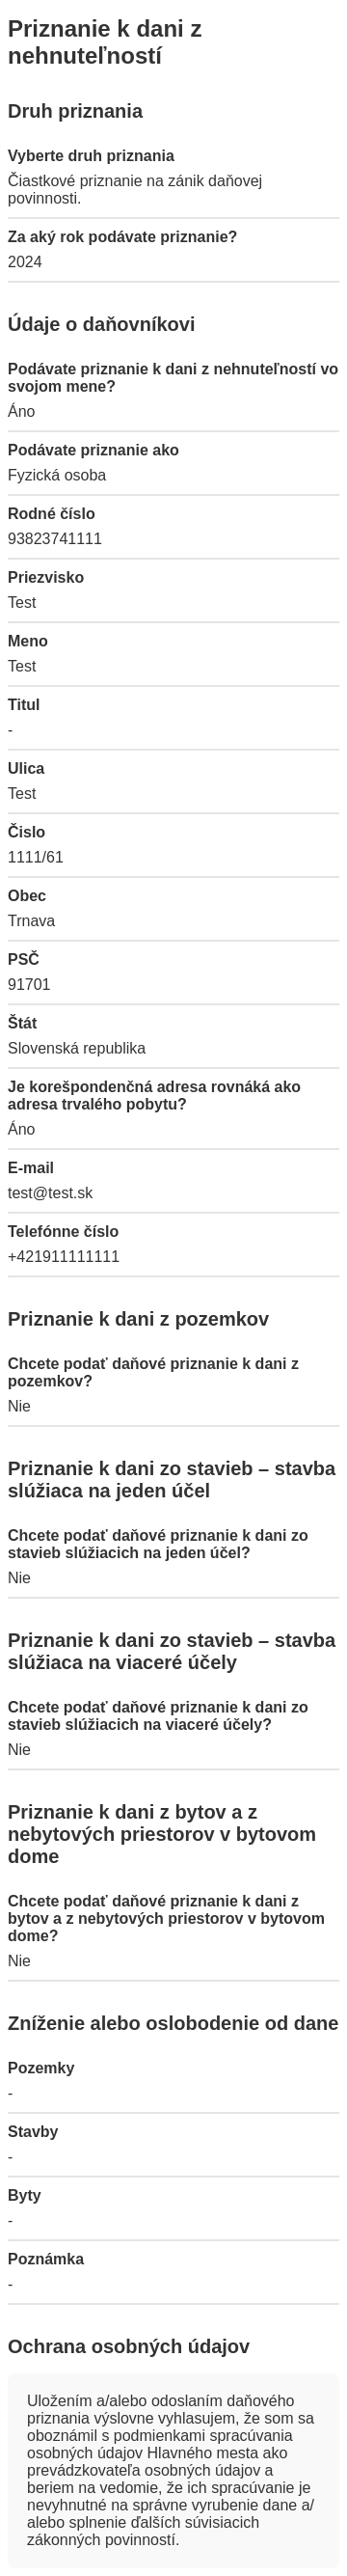 Priznanie k dani z
nehnuteľností
Druh priznania
Vyberte druh priznania
Čiastkové priznanie na zánik daňovej
povinnosti.
Za aký rok podávate priznanie?
2024
Údaje o daňovníkovi
Podávate priznanie k dani z nehnuteľností vo
svojom mene?
Áno
Podávate priznanie ako
Fyzická osoba
Rodné číslo
93823741111
Priezvisko
Test
Meno
Test
Titul
-
Ulica
Test
Čislo
1111/61
Obec
Trnava
PSČ
91701
Štát
Slovenská republika
Je korešpondenčná adresa rovnáká ako
adresa trvalého pobytu?
Áno
E-mail
test@test.sk
Telefónne číslo
+421911111111
Priznanie k dani z pozemkov
Chcete podať daňové priznanie k dani z
pozemkov?
Nie
Priznanie k dani zo stavieb – stavba
slúžiaca na jeden účel
Chcete podať daňové priznanie k dani zo
stavieb slúžiacich na jeden účel?
Nie
Priznanie k dani zo stavieb – stavba
slúžiaca na viaceré účely
Chcete podať daňové priznanie k dani zo
stavieb slúžiacich na viaceré účely?
Nie
Priznanie k dani z bytov a z
nebytových priestorov v bytovom
dome
Chcete podať daňové priznanie k dani z
bytov a z nebytových priestorov v bytovom
dome?
Nie
Zníženie alebo oslobodenie od dane
Pozemky
-
Stavby
-
Byty
-
Poznámka
-
Ochrana osobných údajov
Uložením a/alebo odoslaním daňového
priznania výslovne vyhlasujem, že som sa
oboznámil s podmienkami spracúvania
osobných údajov Hlavného mesta ako
prevádzkovateľa osobných údajov a
beriem na vedomie, že ich spracúvanie je
nevyhnutné na správne vyrubenie dane a/
alebo splnenie ďalších súvisiacich
zákonných povinností.